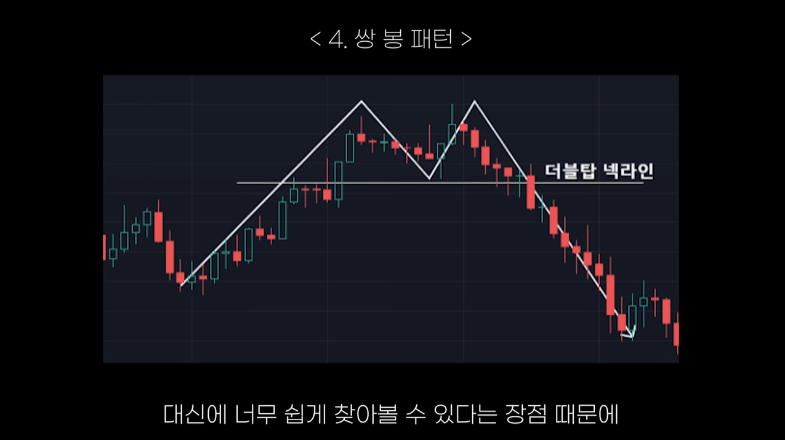 < 4. 쌍 봉 패턴 >
더블탑 넥라인
대신에 너무 쉽게 찾아볼 수 있다는 장점 때문에